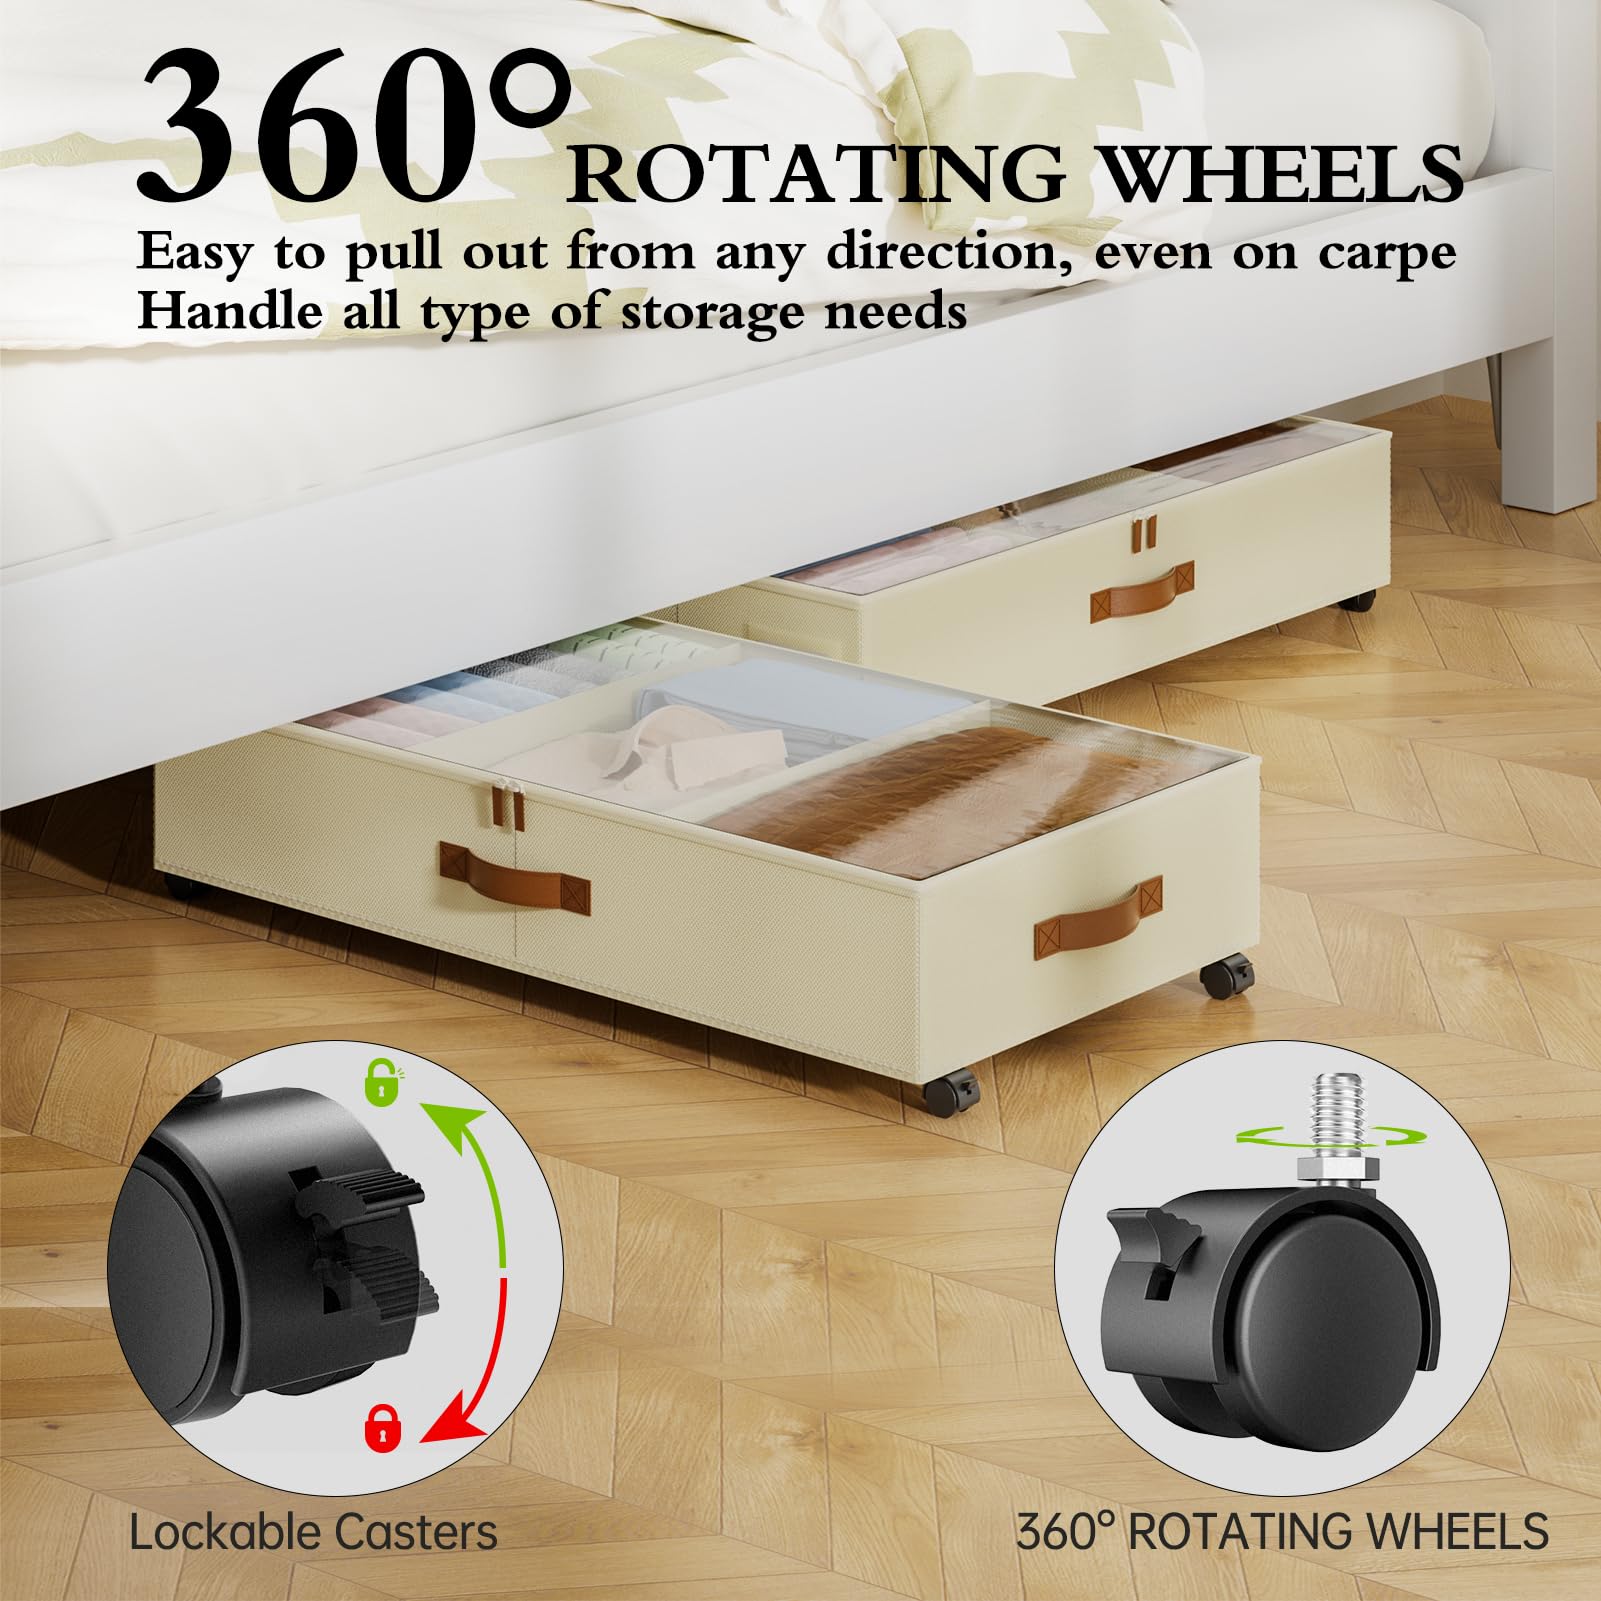 360° ROTATING WHEELS
Easy to pull out from any direction, even on carpe
Handle all type of storage needs
Lockable Casters
360° ROTATING WHEELS